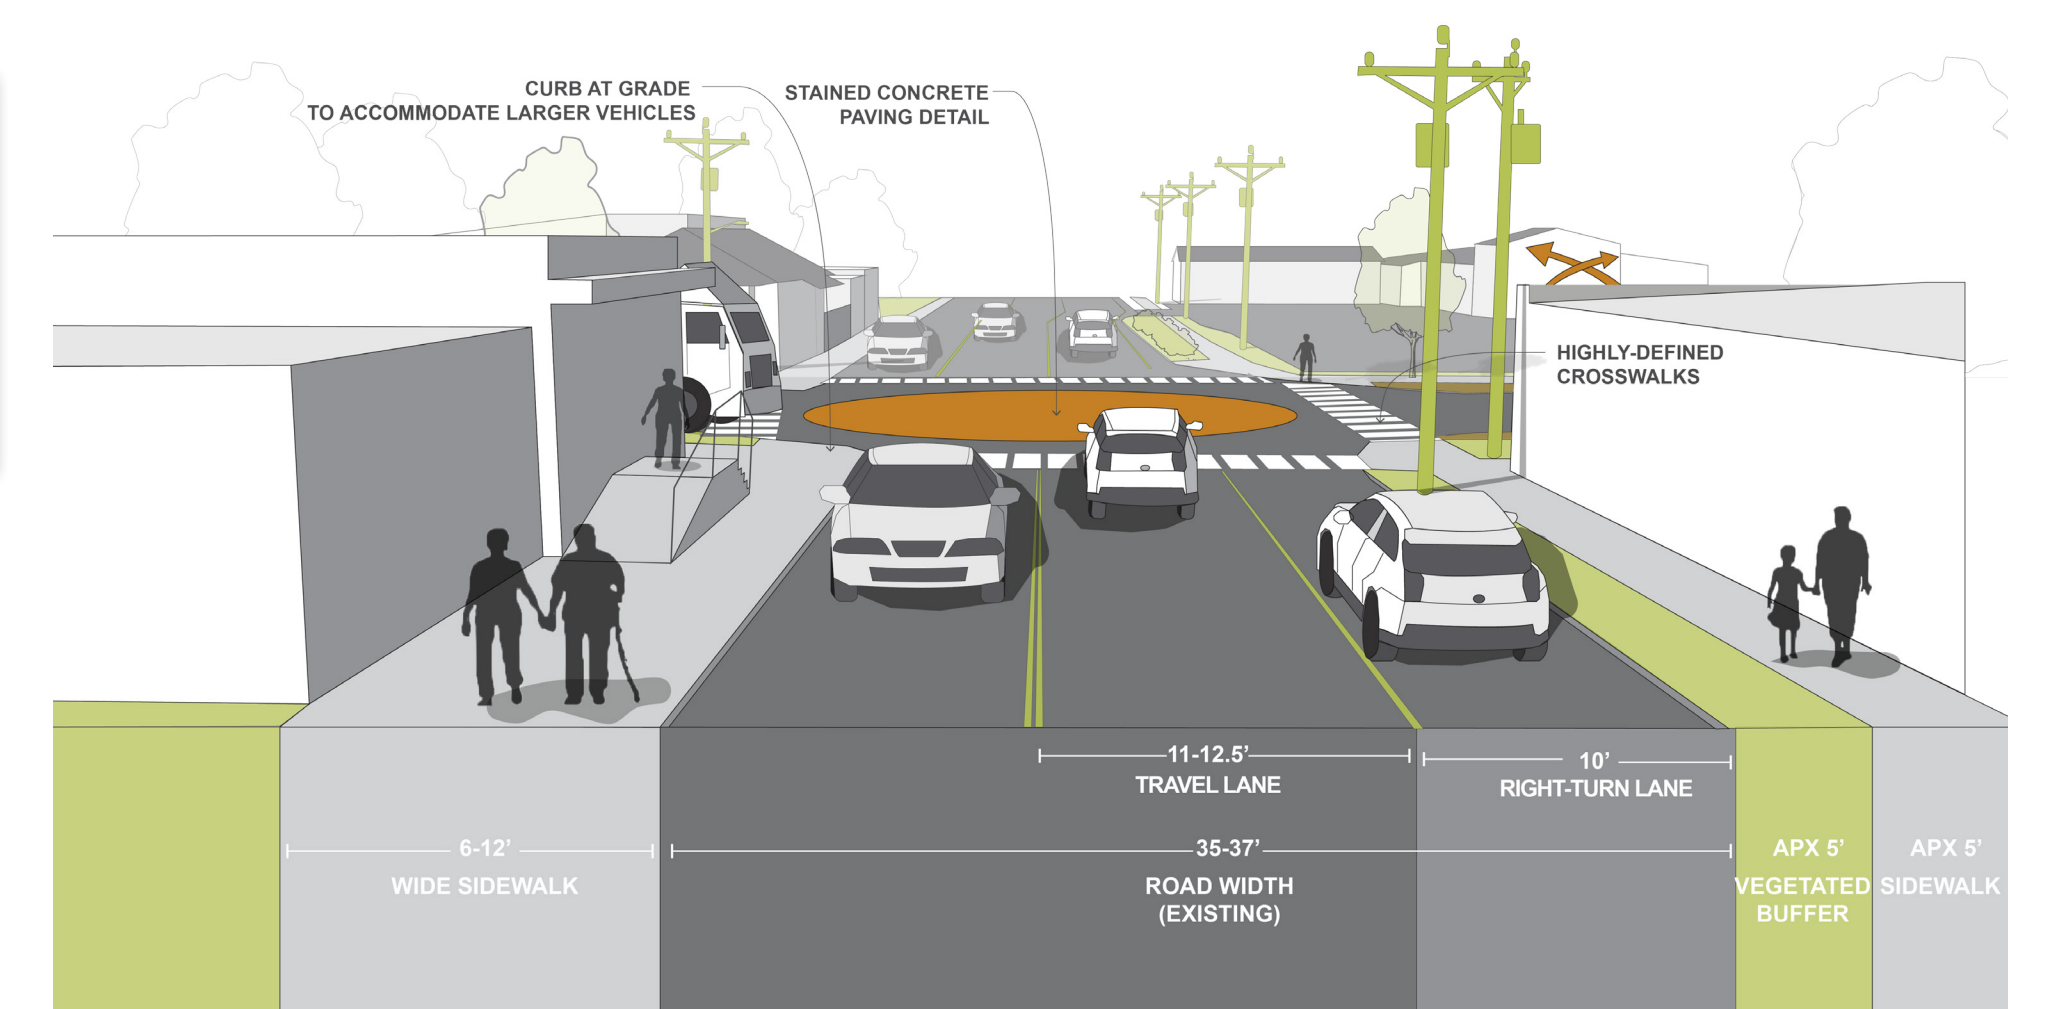 CURB AT GRADE
TO ACCOMMODATE LARGER VEHICLES
STAINED CONCRETE
PAVING DETAIL
HIGHLY-DEFINED
CROSSWALKS
11-12.5’
TRAVEL LANE
10’
RIGHT-TURN LANE
6-12’
WIDE SIDEWALK
35-37’
ROAD WIDTH
(EXISTING)
APX 5’
VEGETATED
BUFFER
APX 5’
SIDEWALK